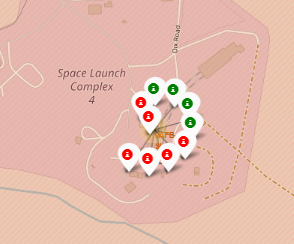 Dix Road
Space Launch
Complex
4